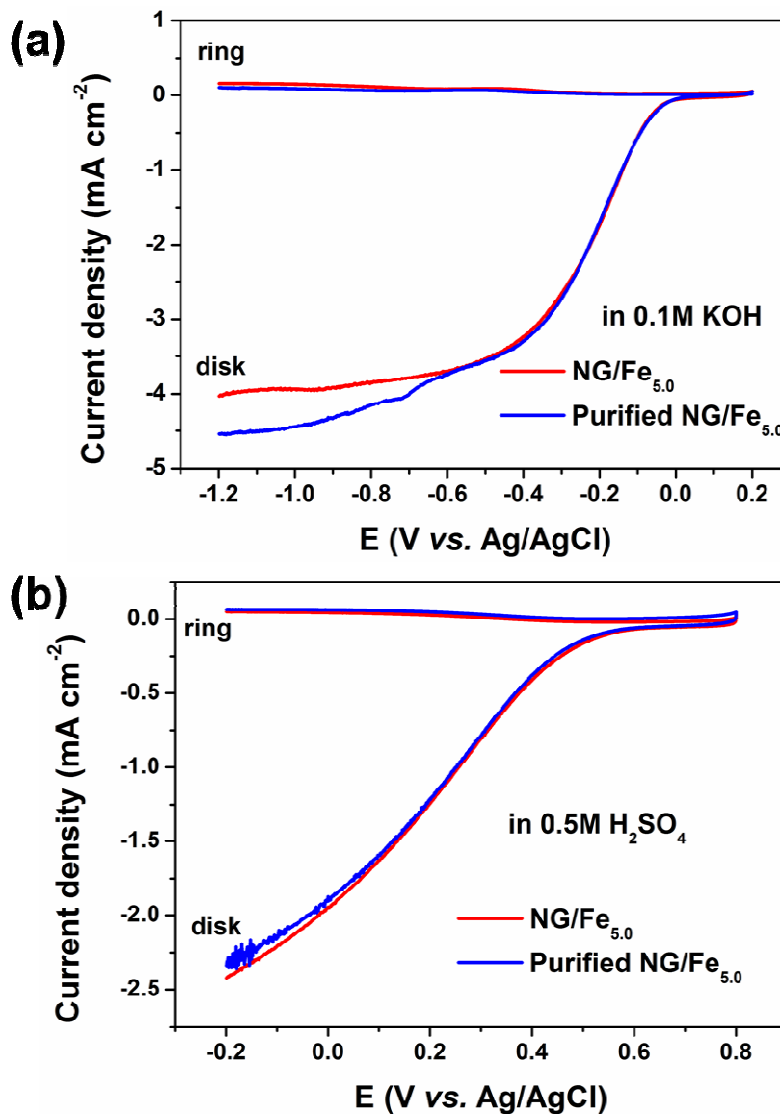 (a)
ring
disk
in 0.1M KOH
NG/Fe5.0
Purified NG/Fe5.0
Current density (mA cm-2)
1
0
-1
-2
-3
-4
-5
-1.2 -1.0 -0.8 -0.6 -0.4 -0.2 0.0 0.2
E (V vs. Ag/AgCl)
(b)
ring
disk
in 0.5M H2SO4
NG/Fe5.0
Purified NG/Fe5.0
Current density (mA cm-2)
0.0
-0.5
-1.0
-1.5
-2.0
-2.5
-0.2 0.0 0.2 0.4 0.6 0.8
E (V vs. Ag/AgCl)